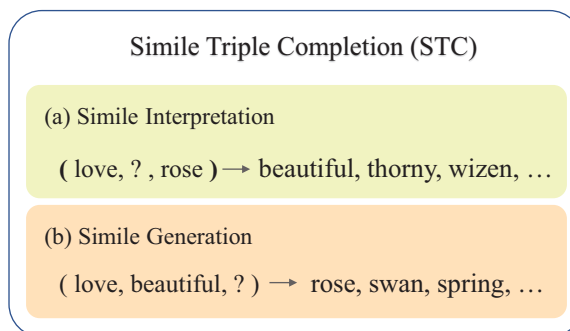 Simile Triple Completion (STC)
(a) Simile Interpretation
( love, ? , rose ) → beautiful, thorny, wizen, …
(b) Simile Generation
( love, beautiful, ? ) → rose, swan, spring, …